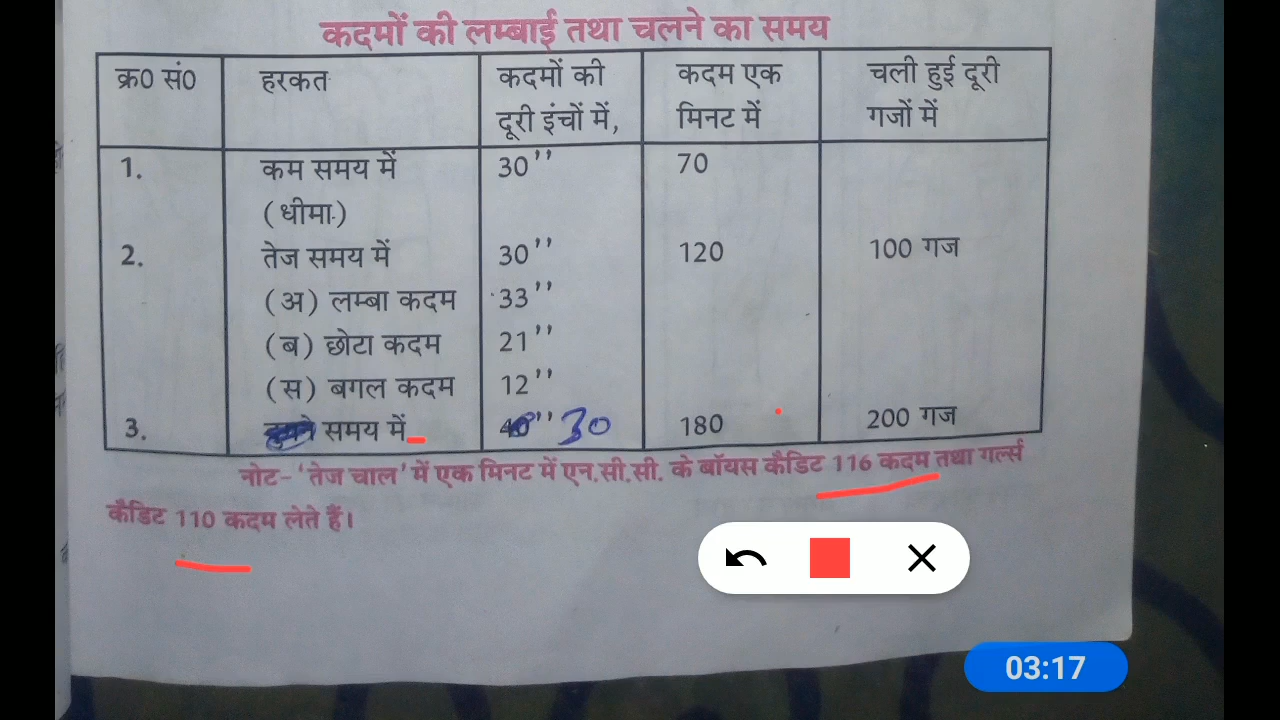 कदमों की लम्बाई तथा चलने का समय
क्र0 सं0 हरकत कदमों की दूरी इंचों में, कदम एक मिनट में चली हुई दूरी गजों में
1. कम समय में 30’’ 70
(धीमा)
2. तेज समय में 30’’ 120 100 गज
(अ) लम्बा कदम 33’’
(ब) छोटा कदम 21’’
(स) बगल कदम 12’’
3. समय में 30 180 200 गज
नोट-‘तेज चाल’ में एक मिनट में एन.सी.सी. के बॉयस कैडिट 116 कदम तथा गर्ल्स
कैडिट 110 कदम लेते हैं।
03:17